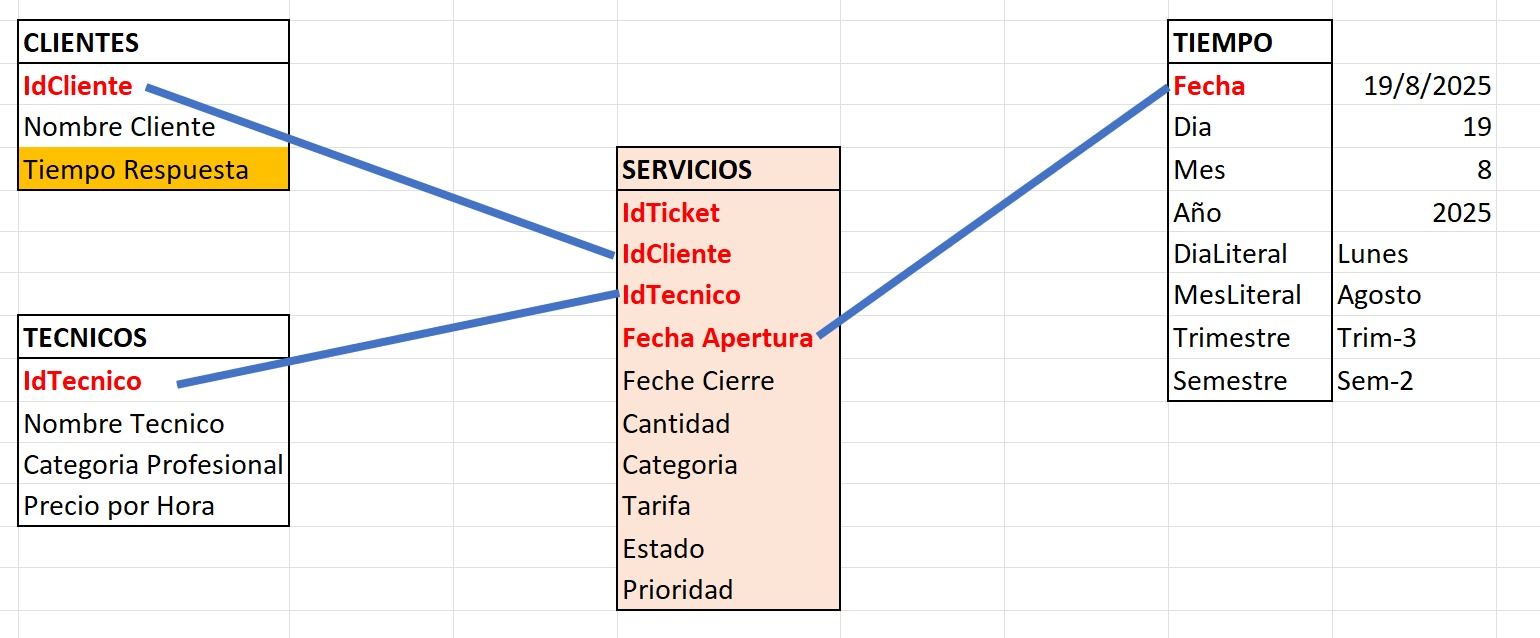 CLIENTES
IdCliente
Nombre Cliente
Tiempo Respuesta
TECNICOS
IdTecnico
Nombre Tecnico
Categoria Profesional
Precio por Hora
SERVICIOS
IdTicket
IdCliente
IdTecnico
Fecha Apertura
Feche Cierre
Cantidad
Categoria
Tarifa
Estado
Prioridad
TIEMPO
Fecha 19/8/2025
Dia 19
Mes 8
Año 2025
DiaLiteral Lunes
MesLiteral Agosto
Trimestre Trim-3
Semestre Sem-2